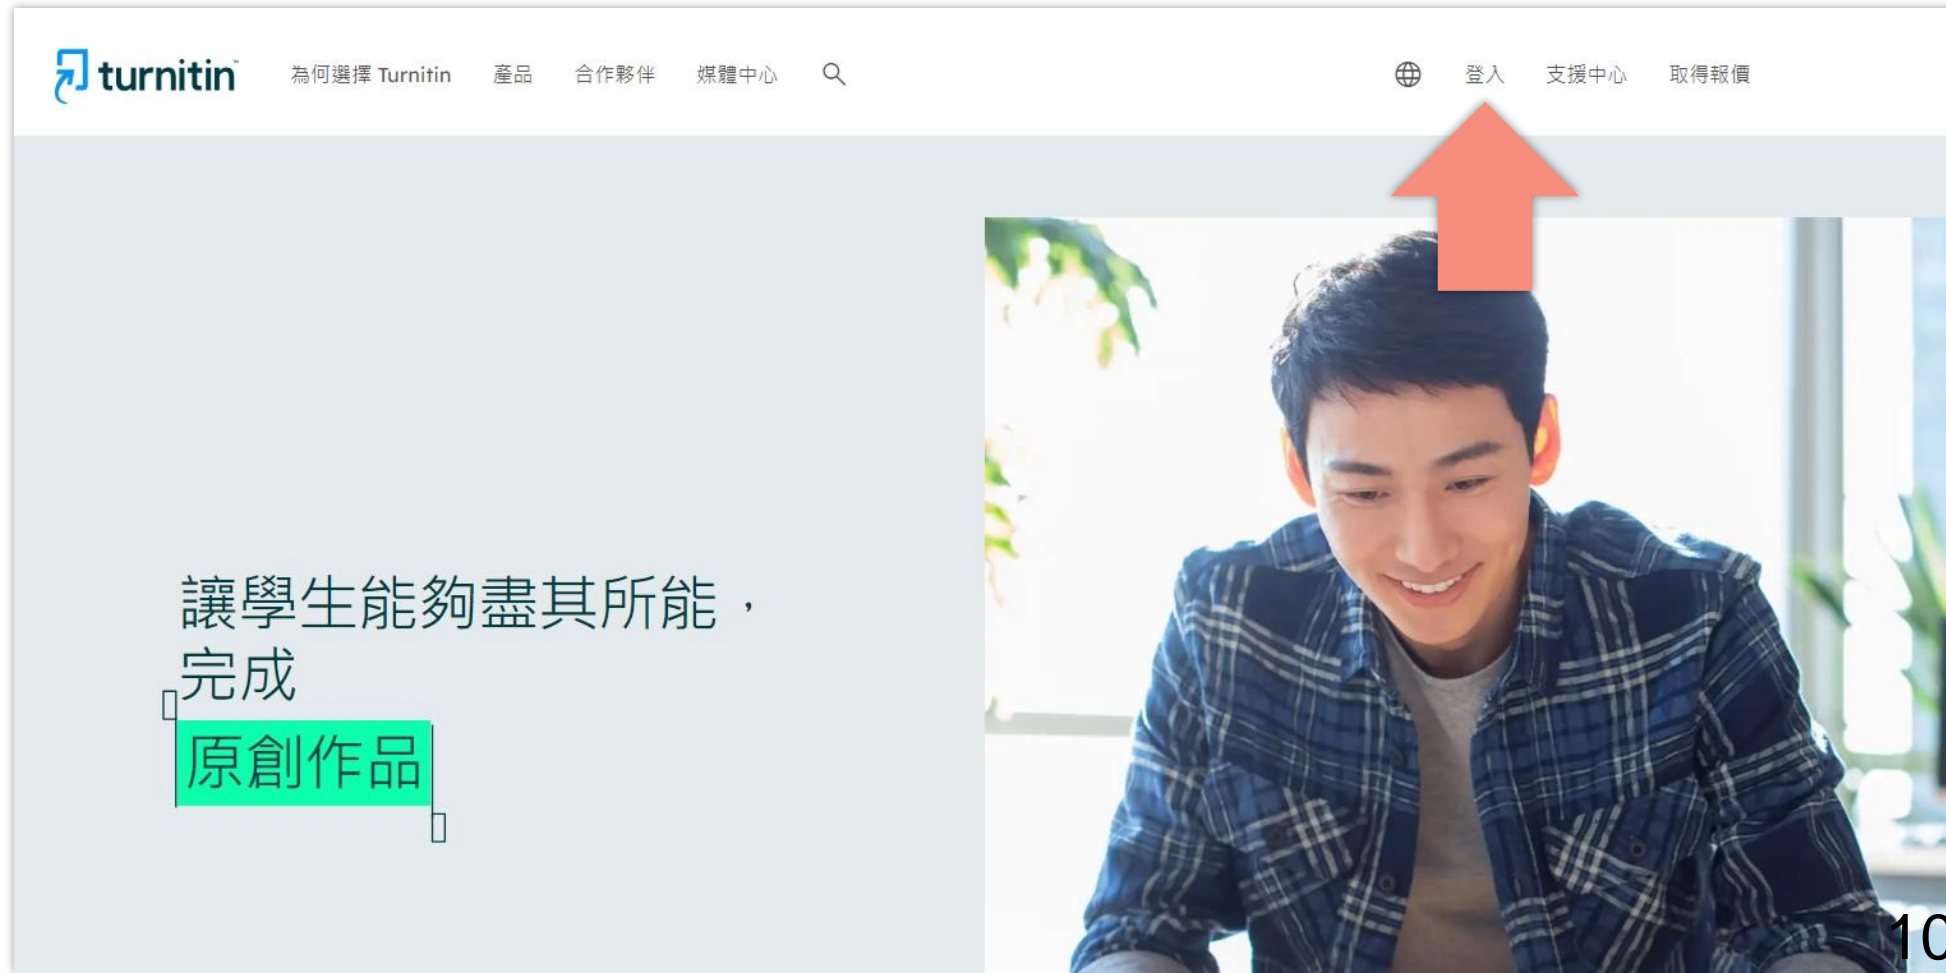 turnitin 為何選擇 Turnitin 產品 合作夥伴 媒體中心 登入 支援中心 取得報價
讓學生能夠盡其所能，
完成
原創作品
10